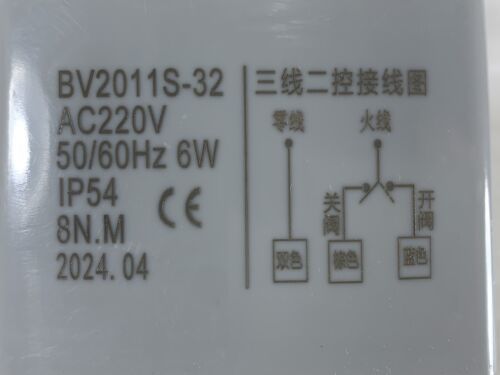 BV2011S-32
AC220V
50/60Hz 6W
IP54
CE
8N.M
2024.04
三线二控接线图
零线 火线
关阀 开阀
双色 棕色 蓝色